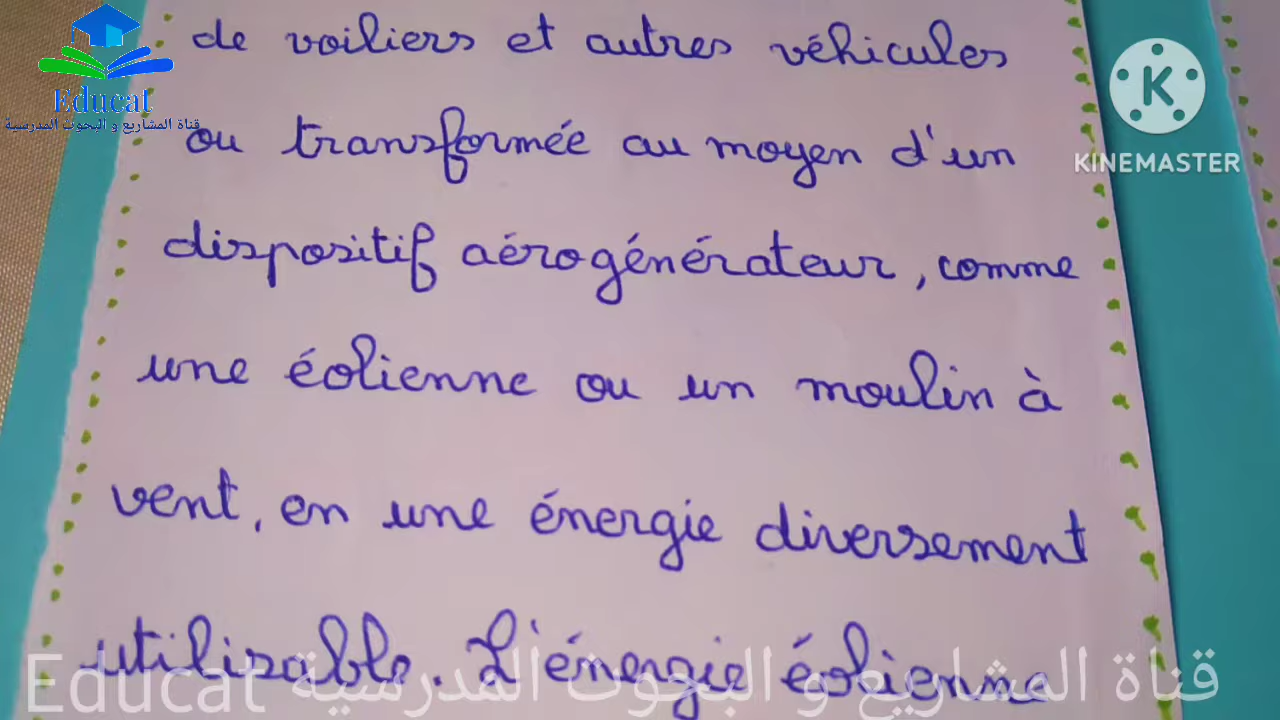 de voiliers et autres véhicules
ou transformée au moyen d'un
dispositif aérogénérateur, comme
une éolienne ou un moulin à
vent, en une énergie diversement
utilisable. L'énergie éolienne
Educat
قناة المشاريع و البحوث المدرسية
K
KINEMASTER
Educat قناة المشاريع و البحوث المدرسية